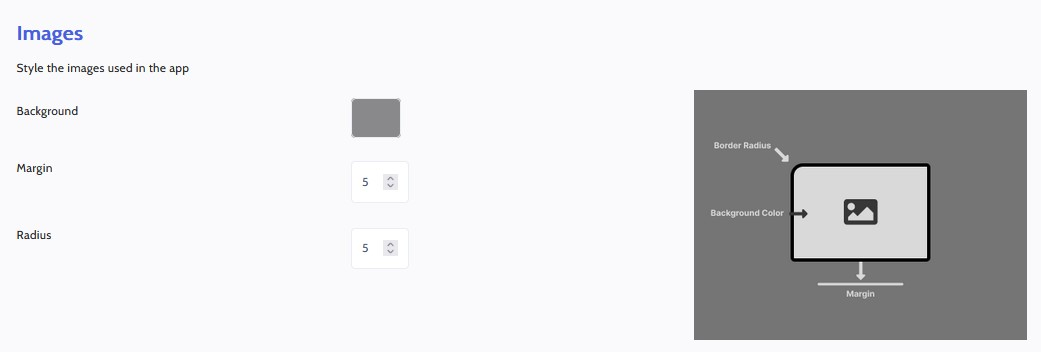 Images
Style the images used in the app
Background
Margin
5
Radius
5
Border Radius
Background Color
Margin